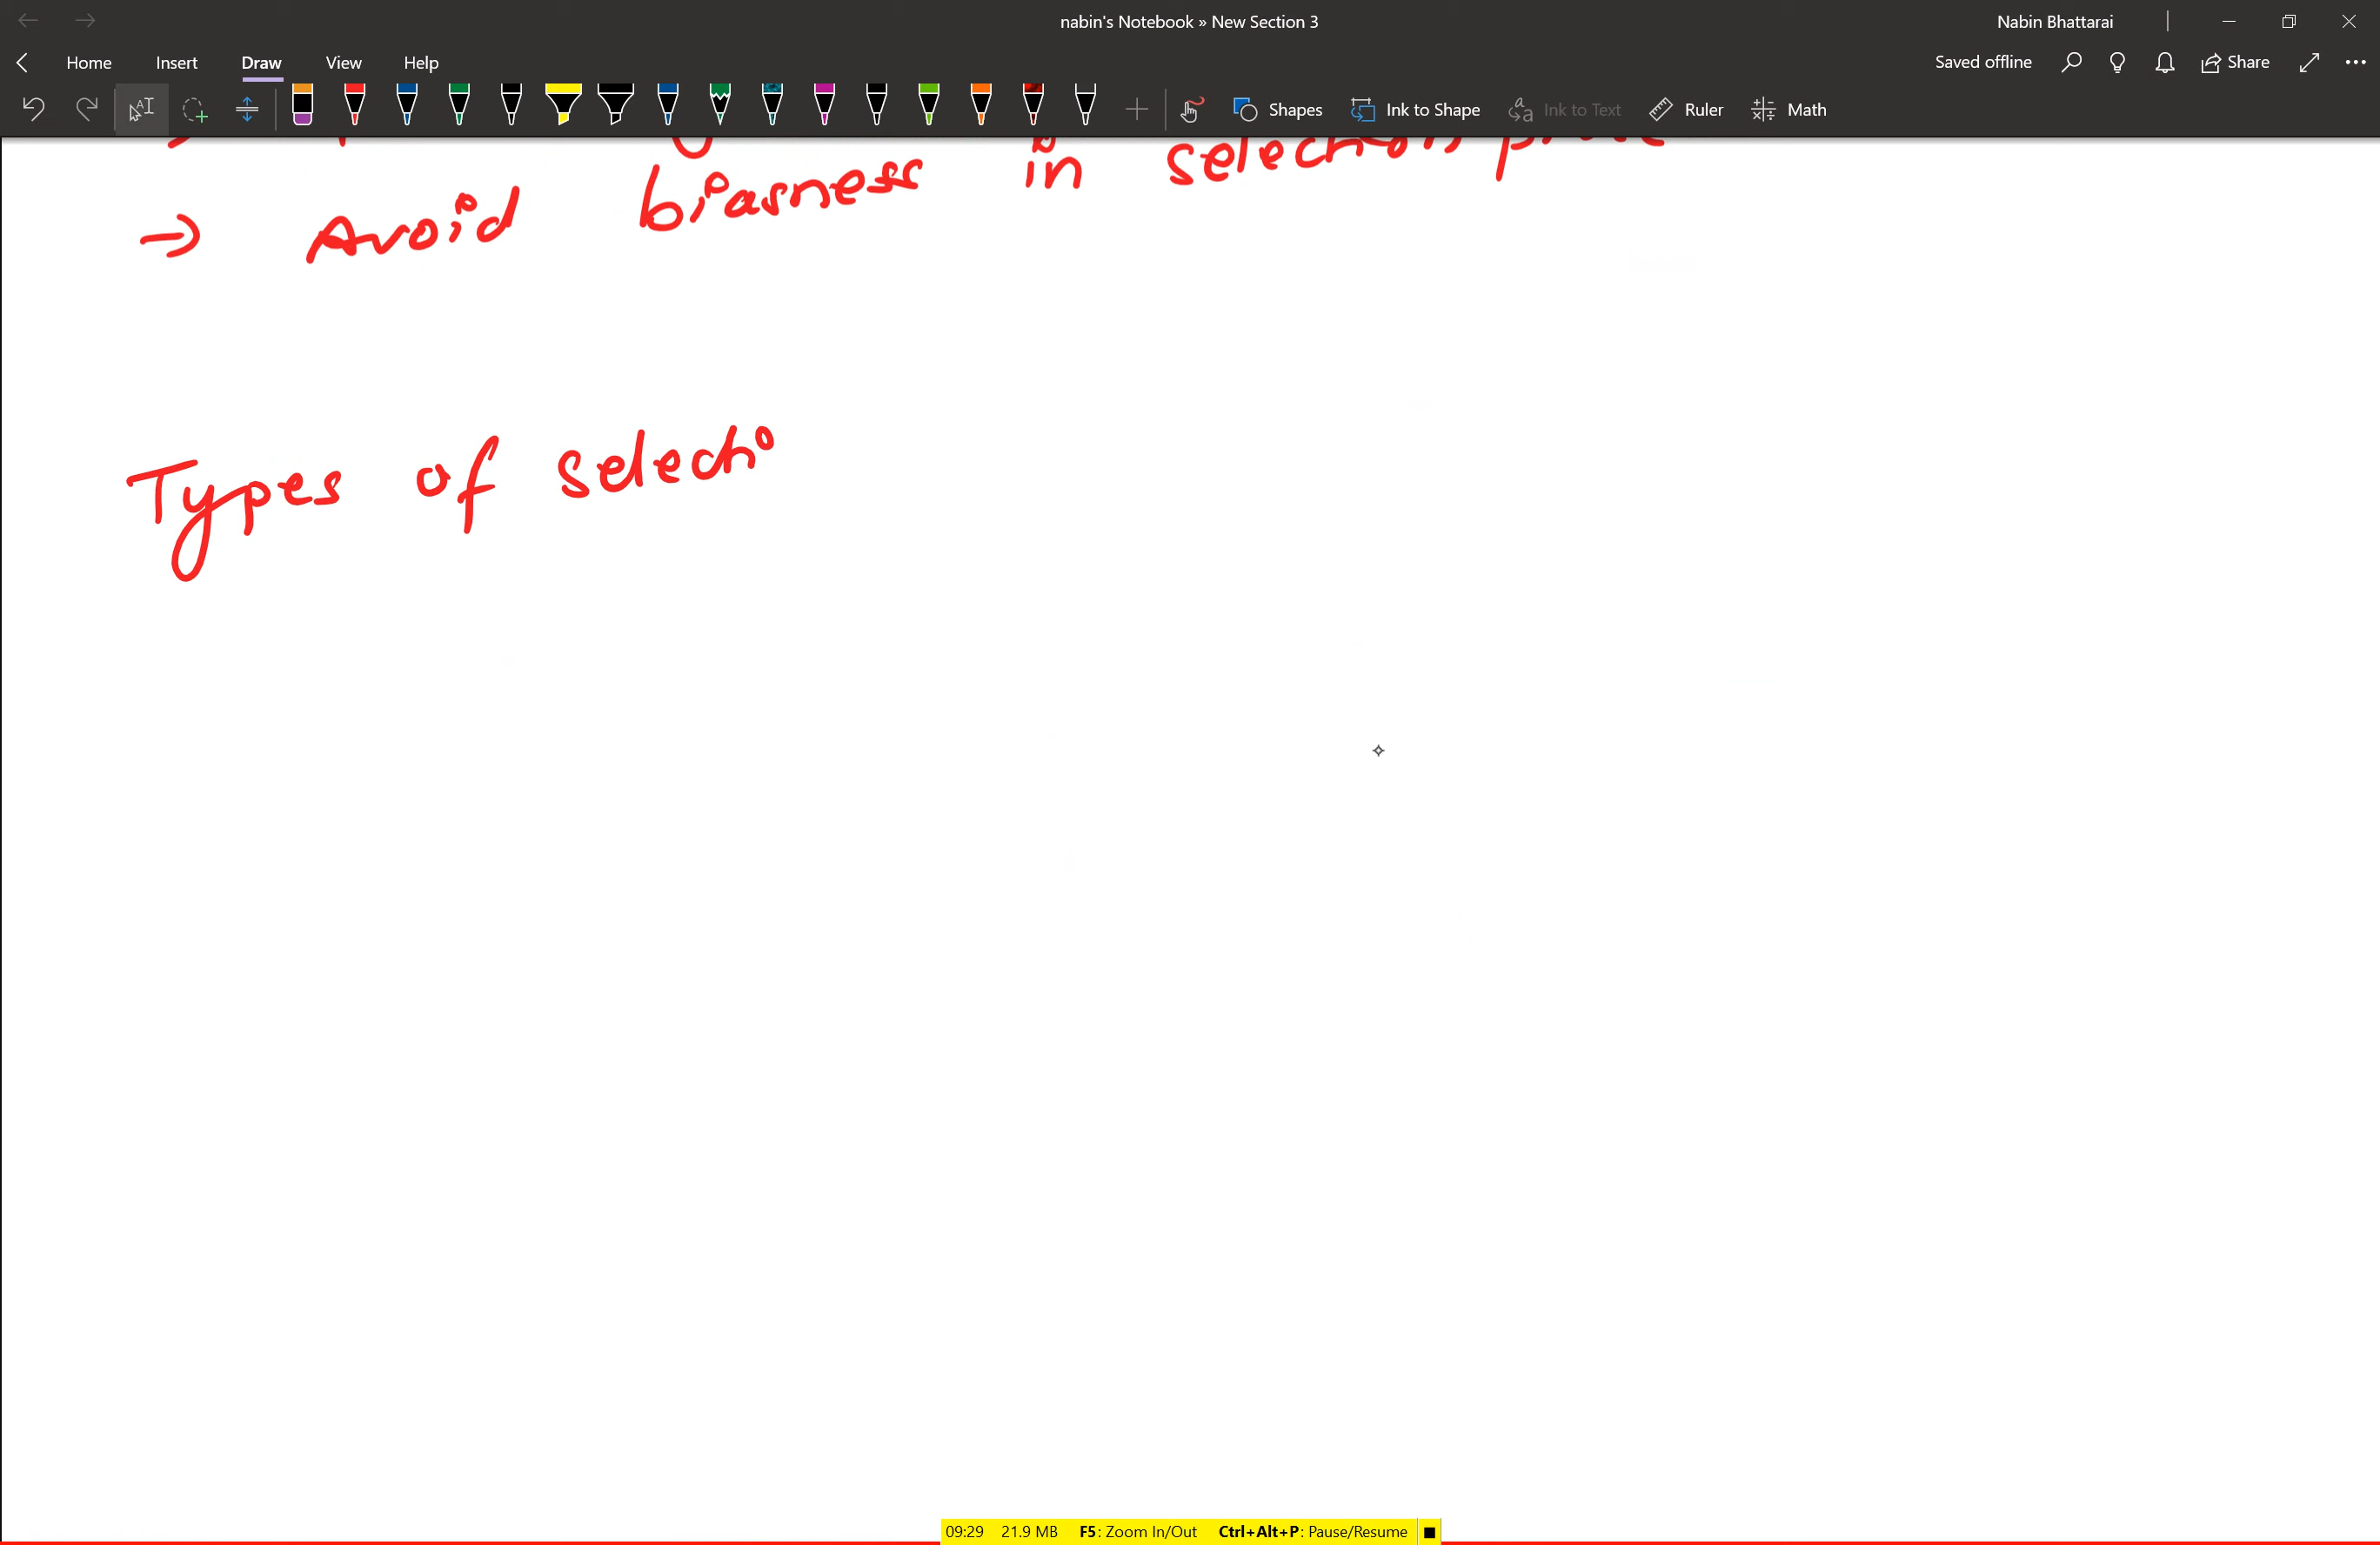 nabin's Notebook » New Section 3
Nabin Bhattarai
Home Insert Draw View Help
Saved offline
Share
Shapes Ink to Shape Ink to Text Ruler Math
→ Avoid biasness in selection
Types of selecti
09:29 21.9 MB F5: Zoom In/Out Ctrl+Alt+P: Pause/Resume